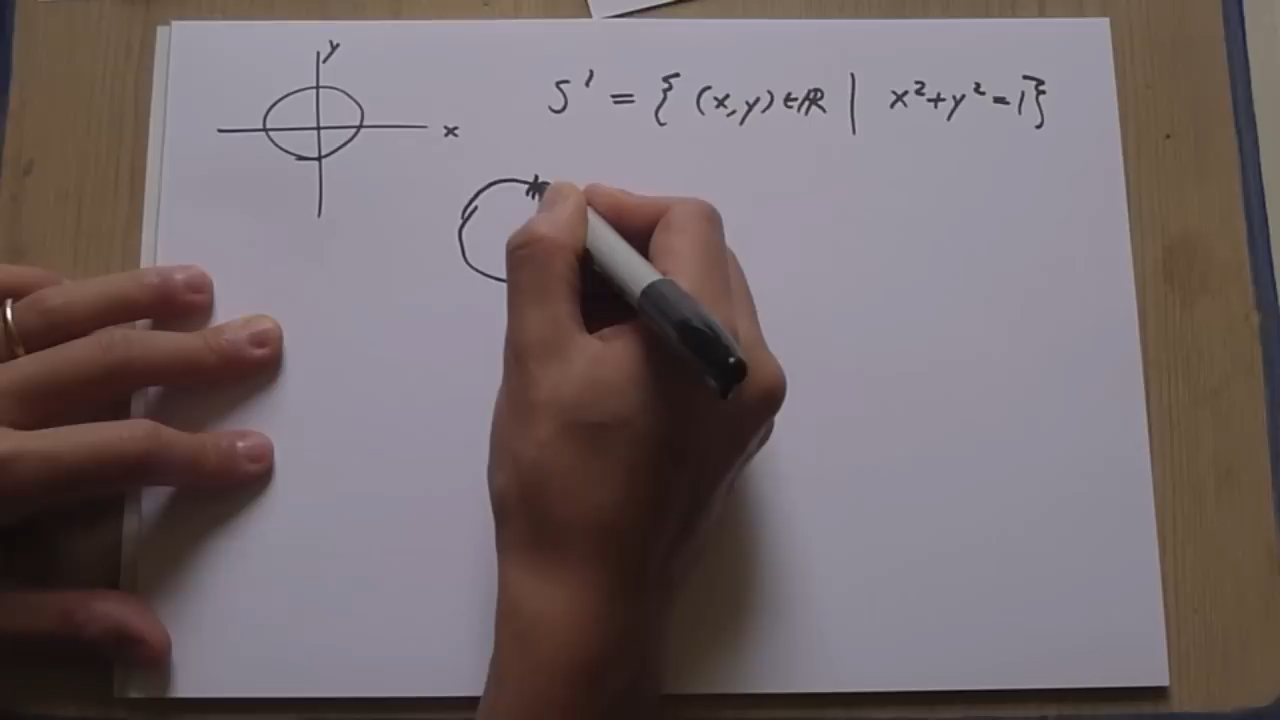 y
S¹ = { (x,y) ∈ ℝ | x²+y²=1}
x